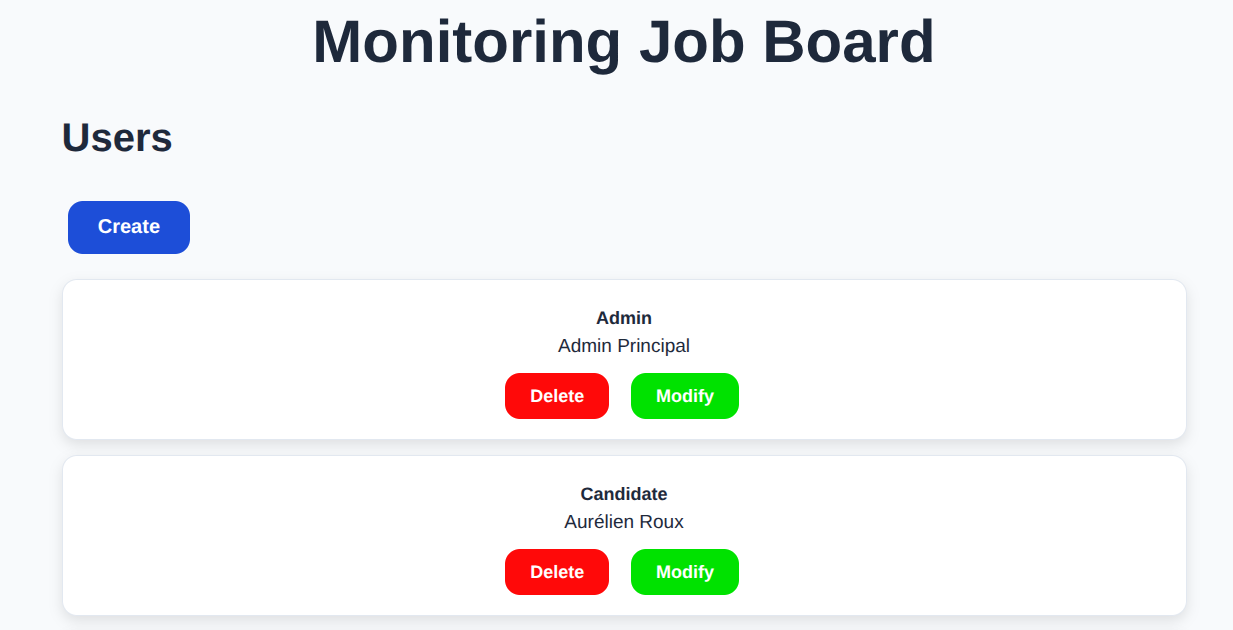 Monitoring Job Board
Users
Create
Admin
Admin Principal
Delete Modify
Candidate
Aurélien Roux
Delete Modify